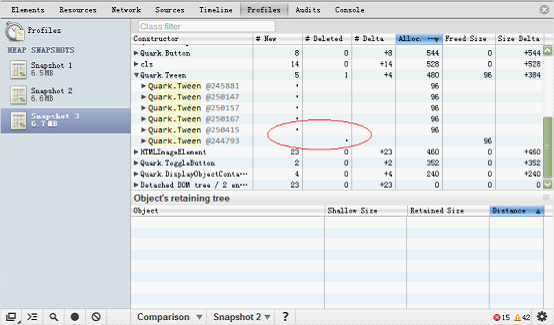 Elements Resources Network Sources Timeline Profiles Audits Console
Profiles
HEAP SNAPSHOTS
Snapshot 1
6.5MB
Snapshot 2
6.6MB
Snapshot 3
6.7MB
Class filter
Constructor # New # Deleted # Delta Alloc. ··· Freed Size Size Delta
Quark.Button 8 0 +8 544 0 +544
cls 14 0 +14 528 0 +528
Quark.Tween 5 1 +4 480 96 +384
Quark.Tween @245881 • 96
Quark.Tween @250147 • 96
Quark.Tween @250157 • 96
Quark.Tween @250167 • 96
Quark.Tween @250415 • 96
Quark.Tween @244793 • 96
HTMLImageElement 23 0 +23 460 0 +460
Quark.ToggleButton 2 0 +2 352 0 +352
Quark.DisplayObjectConta··· 4 0 +4 240 0 +240
Detached DOM tree / 2 en··· 23 0 +23 0 0 0
Object's retaining tree
Object Shallow Size Retained Size Distance ▲
Comparison ▼ Snapshot 2 ▼ ? 15 42